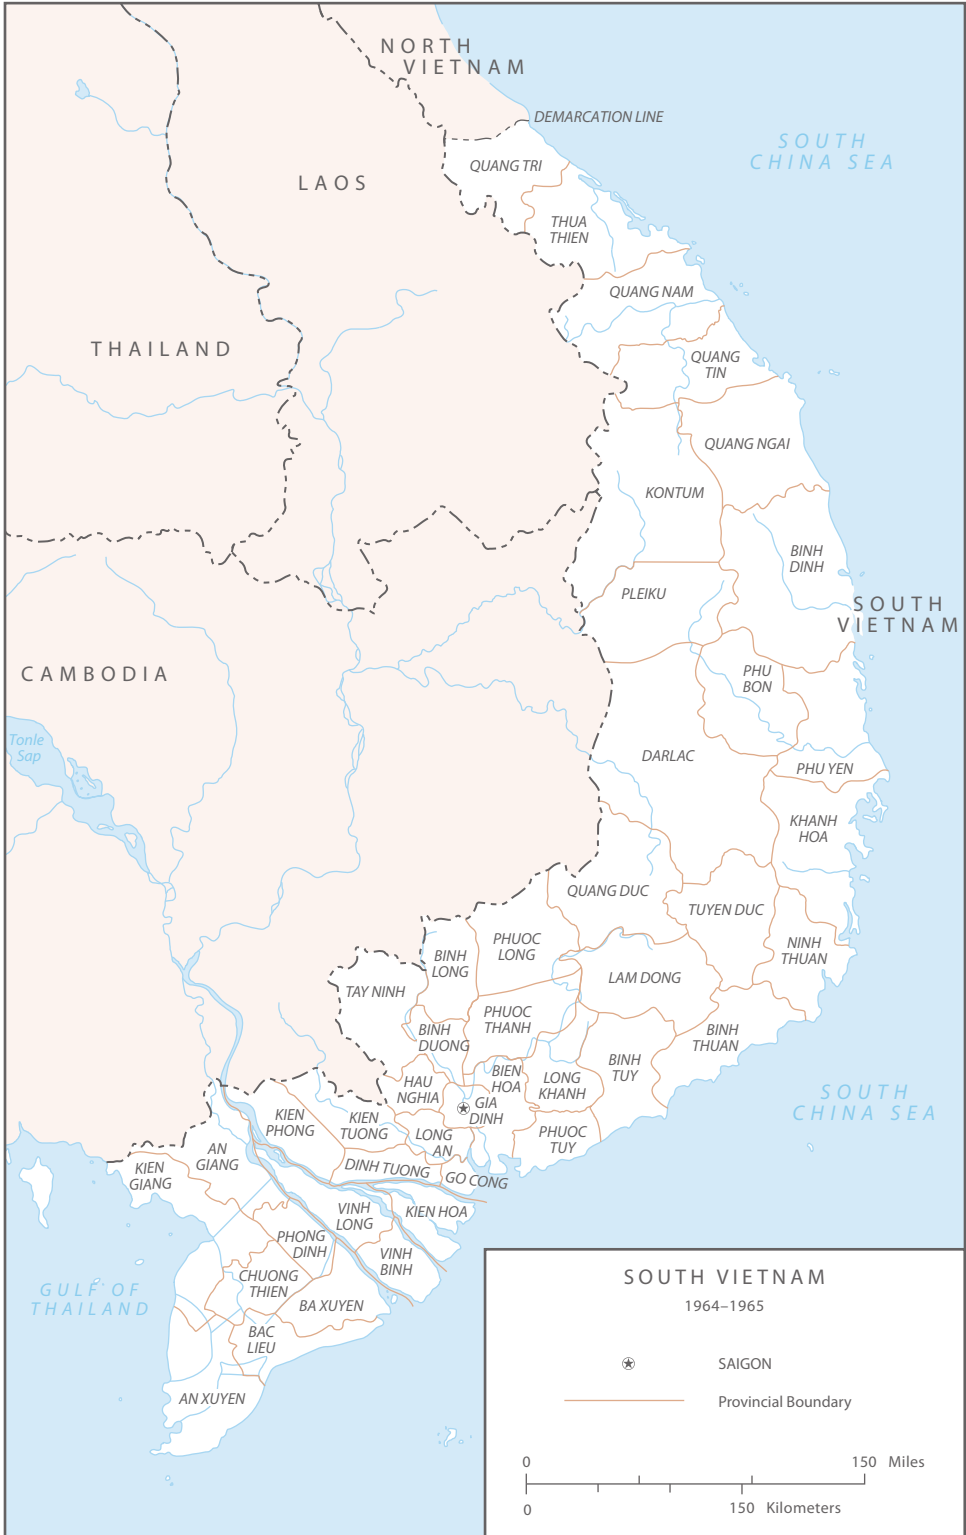 NORTH
VIETNAM
DEMARCATION LINE
SOUTH
CHINA SEA
QUANG TRI
LAOS
THUA
THIEN
QUANG NAM
THAILAND
QUANG
TIN
QUANG NGAI
KONTUM
BINH
DINH
PLEIKU
SOUTH
VIETNAM
CAMBODIA
PHU
BON
Tonle
Sap
DARLAC
PHU YEN
KHANH
HOA
QUANG DUC
TUYEN DUC
PHUOC
LONG
NINH
THUAN
BINH
LONG
LAM DONG
TAY NINH
PHUOC
THANH
BINH
DUONG
BINH
THUAN
BINH
TUY
BIEN
HOA
LONG
KHANH
HAU
NGHIA
GIA
DINH
SOUTH
CHINA SEA
KIEN
PHONG
KIEN
TUONG
LONG
AN
PHUOC
TUY
AN
GIANG
KIEN
GIANG
DINH TUONG
GO CONG
VINH
LONG
KIEN HOA
PHONG
DINH
VINH
BINH
CHUONG
THIEN
GULF OF
THAILAND
BA XUYEN
BAC
LIEU
AN XUYEN
SOUTH VIETNAM
1964–1965
SAIGON
Provincial Boundary
0 150 Miles
0 150 Kilometers